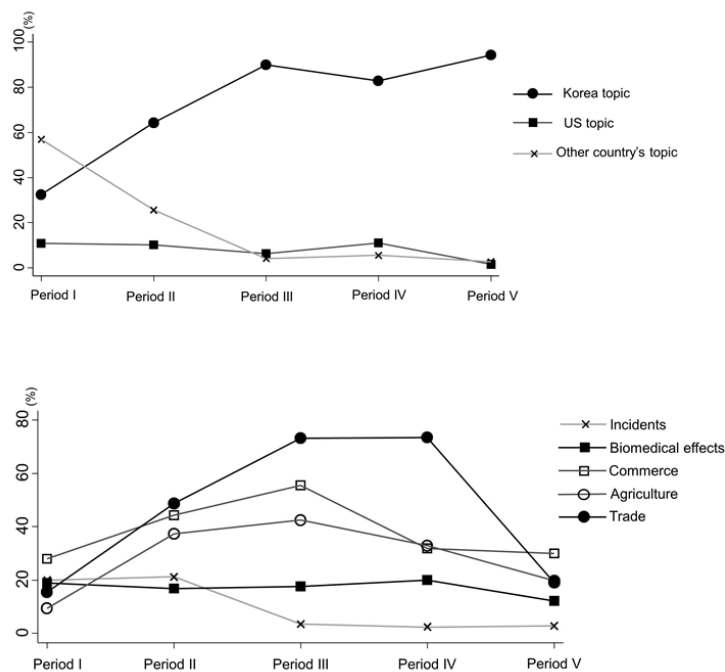 (%)
100
80
60
40
20
0
Period I
Period II
Period III
Period IV
Period V
Korea topic
US topic
Other country's topic
(%)
80
60
40
20
0
Period I
Period II
Period III
Period IV
Period V
Incidents
Biomedical effects
Commerce
Agriculture
Trade